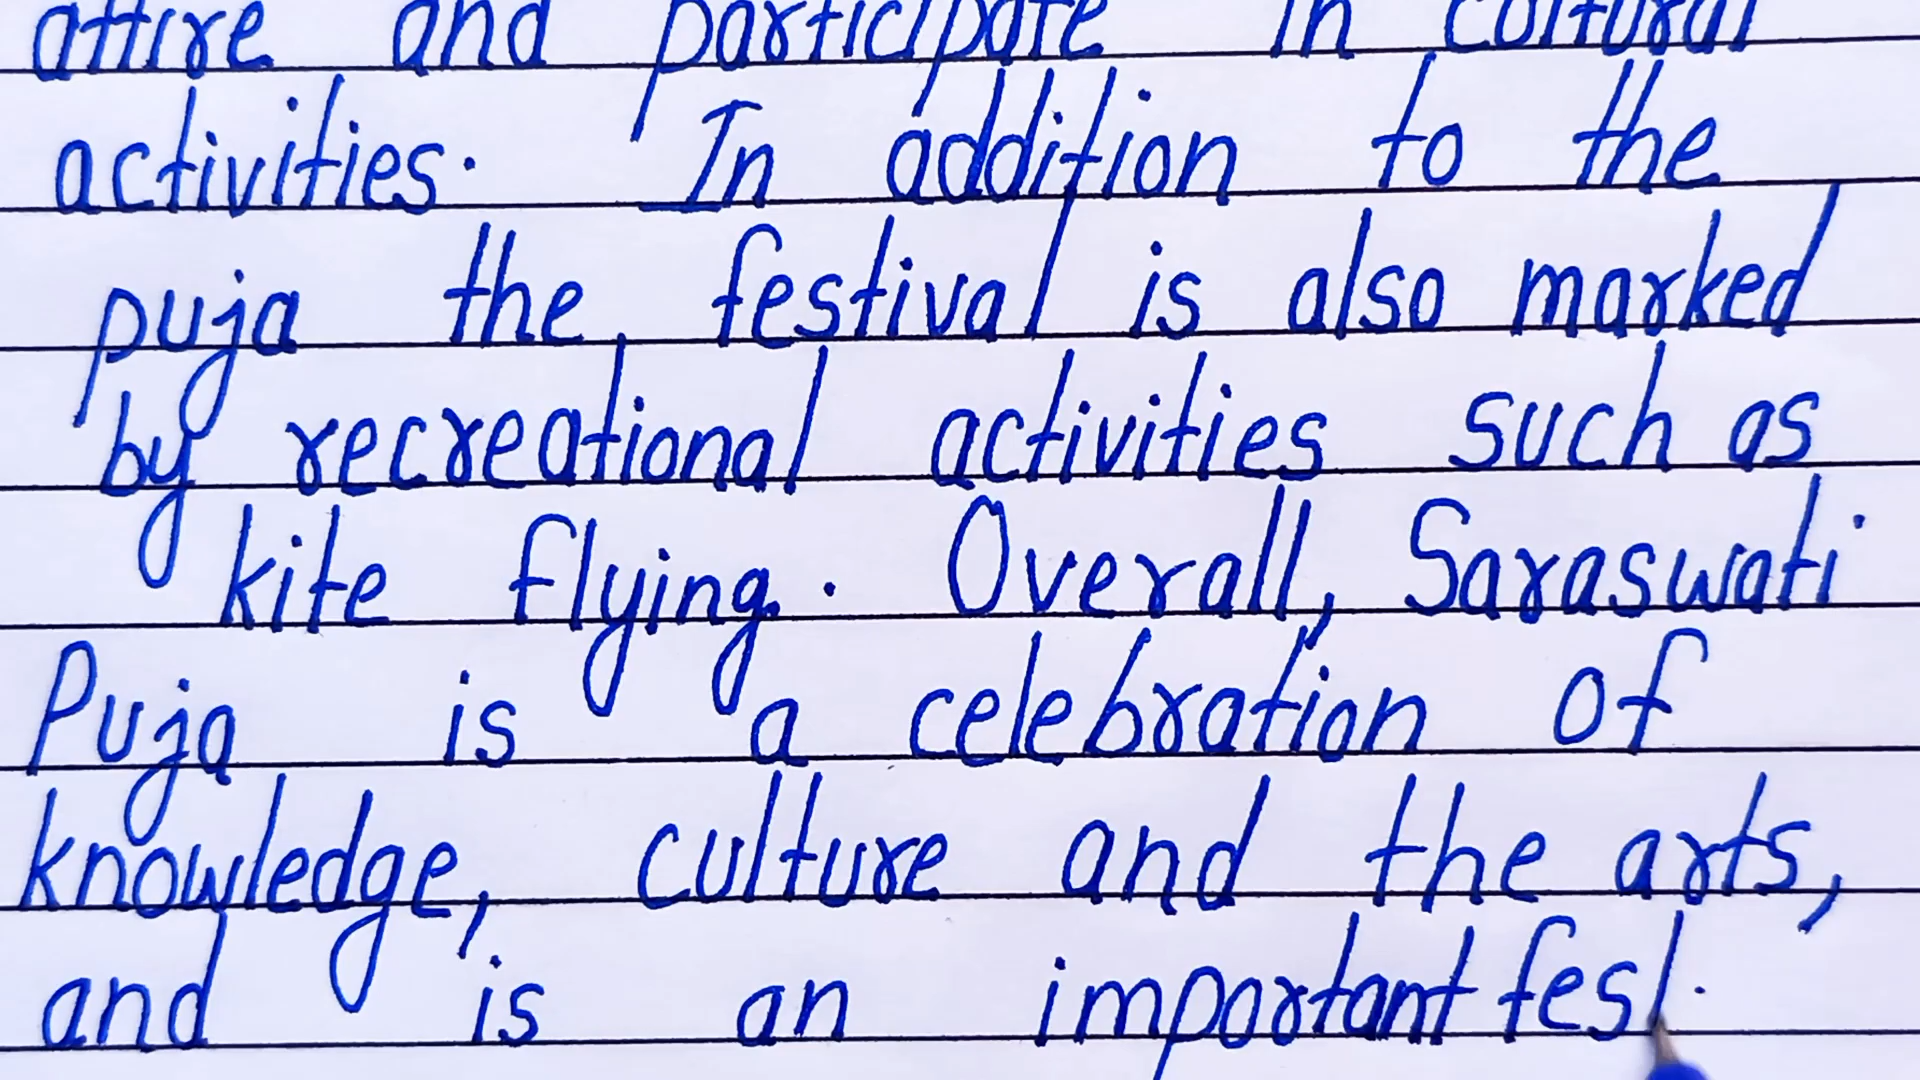 attire and participate in cultural
activities. In addition to the
puja the festival is also marked
by recreational activities such as
kite flying. Overall, Saraswati
Puja is a celebration of
knowledge, culture and the arts,
and is an important fest